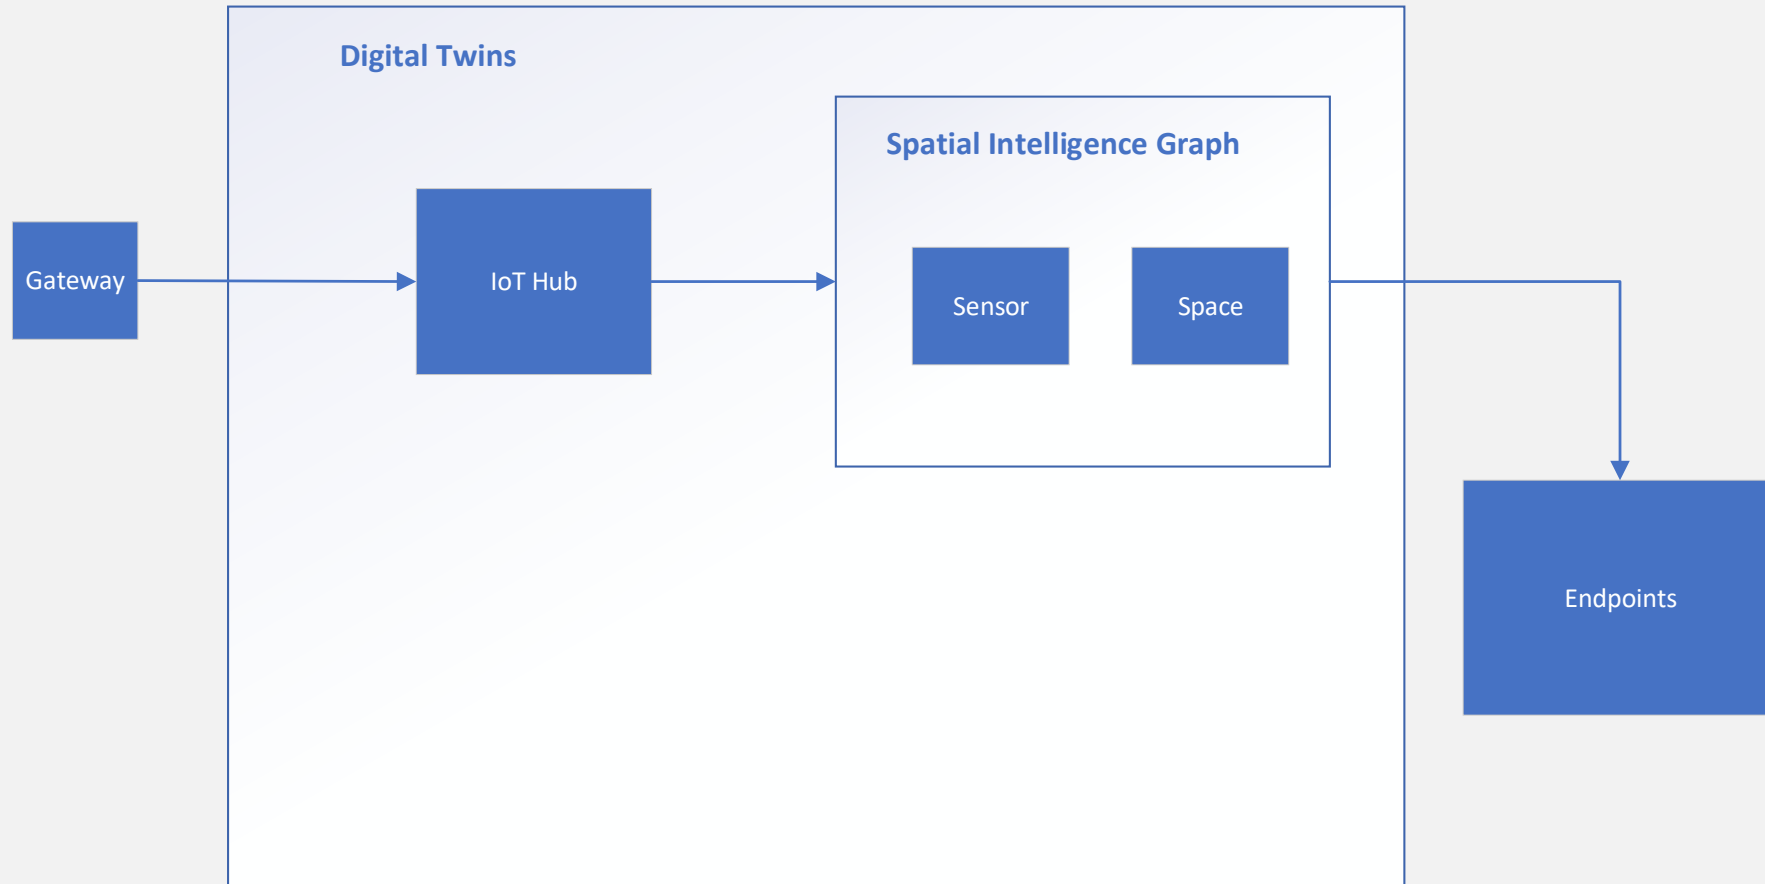 Digital Twins
Spatial Intelligence Graph
Gateway
IoT Hub
Sensor
Space
Endpoints